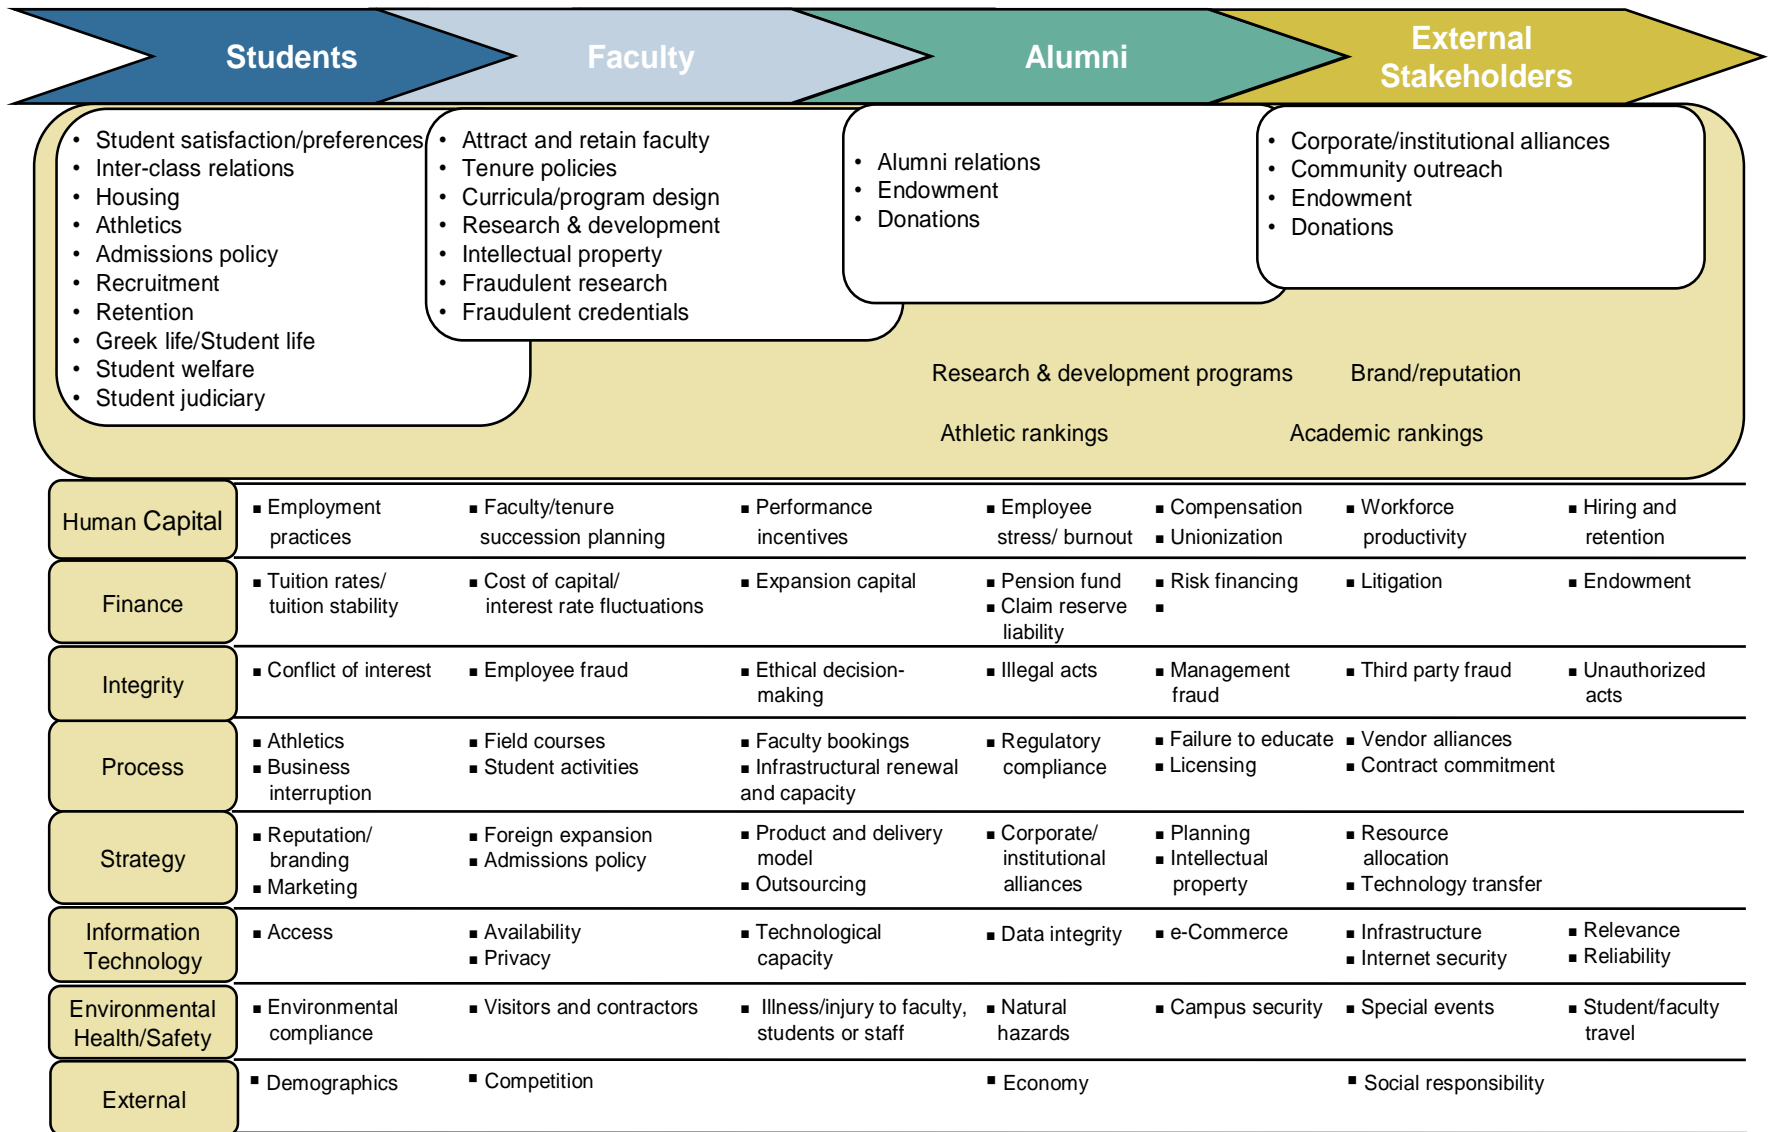 Students
Faculty
Alumni
External
Stakeholders
• Student satisfaction/preferences
• Inter-class relations
• Housing
• Athletics
• Admissions policy
• Recruitment
• Retention
• Greek life/Student life
• Student welfare
• Student judiciary
• Attract and retain faculty
• Tenure policies
• Curricula/program design
• Research & development
• Intellectual property
• Fraudulent research
• Fraudulent credentials
• Alumni relations
• Endowment
• Donations
• Corporate/institutional alliances
• Community outreach
• Endowment
• Donations
Research & development programs
Brand/reputation
Athletic rankings
Academic rankings
Human Capital
▪ Employment
practices
▪ Faculty/tenure
succession planning
▪ Performance
incentives
▪ Employee
stress/ burnout
▪ Compensation
▪ Unionization
▪ Workforce
productivity
▪ Hiring and
retention
Finance
▪ Tuition rates/
tuition stability
▪ Cost of capital/
interest rate fluctuations
▪ Expansion capital
▪ Pension fund
▪ Claim reserve
liability
▪ Risk financing
▪
▪ Litigation
▪ Endowment
Integrity
▪ Conflict of interest
▪ Employee fraud
▪ Ethical decision-
making
▪ Illegal acts
▪ Management
fraud
▪ Third party fraud
▪ Unauthorized
acts
Process
▪ Athletics
▪ Business
interruption
▪ Field courses
▪ Student activities
▪ Faculty bookings
▪ Infrastructural renewal
and capacity
▪ Regulatory
compliance
▪ Failure to educate
▪ Licensing
▪ Vendor alliances
▪ Contract commitment
Strategy
▪ Reputation/
branding
▪ Marketing
▪ Foreign expansion
▪ Admissions policy
▪ Product and delivery
model
▪ Outsourcing
▪ Corporate/
institutional
alliances
▪ Planning
▪ Intellectual
property
▪ Resource
allocation
▪ Technology transfer
Information
Technology
▪ Access
▪ Availability
▪ Privacy
▪ Technological
capacity
▪ Data integrity
▪ e-Commerce
▪ Infrastructure
▪ Internet security
▪ Relevance
▪ Reliability
Environmental
Health/Safety
▪ Environmental
compliance
▪ Visitors and contractors
▪ Illness/injury to faculty,
students or staff
▪ Natural
hazards
▪ Campus security
▪ Special events
▪ Student/faculty
travel
External
▪ Demographics
▪ Competition
▪ Economy
▪ Social responsibility